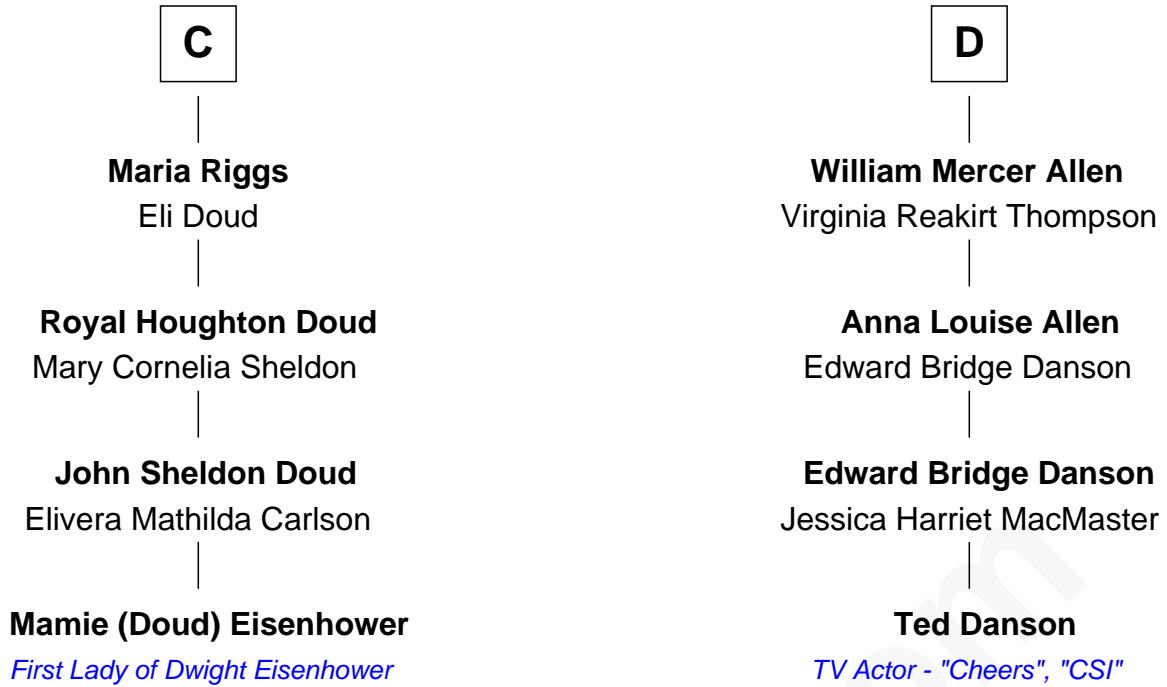 C
Maria Riggs
Eli Doud
Royal Houghton Doud
Mary Cornelia Sheldon
John Sheldon Doud
Elivera Mathilda Carlson
Mamie (Doud) Eisenhower
First Lady of Dwight Eisenhower
D
William Mercer Allen
Virginia Reakirt Thompson
Anna Louise Allen
Edward Bridge Danson
Edward Bridge Danson
Jessica Harriet MacMaster
Ted Danson
TV Actor - "Cheers", "CSI"